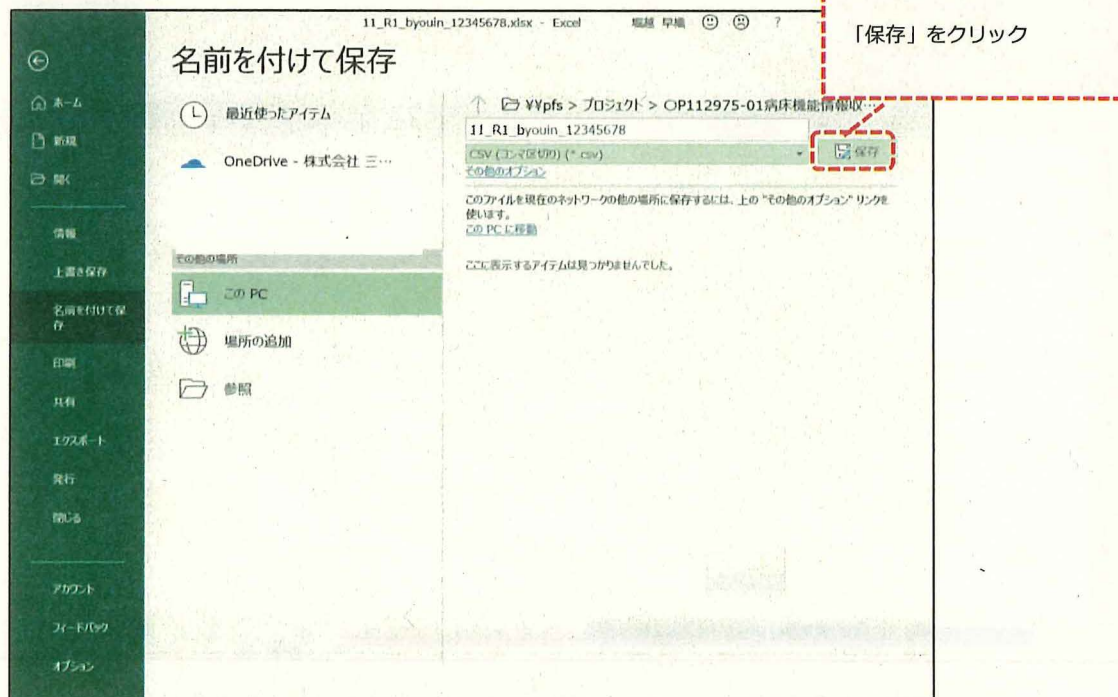 「保存」をクリック
11_R1_byouin_12345678.xlsx - Excel
堀越 早織
?
名前を付けて保存
ホーム
新規
開く
情報
上書き保存
名前を付けて保
存
印刷
共有
エクスポート
発行
閉じる
アカウント
フィードバック
オプション
最近使ったアイテム
OneDrive - 株式会社 三…
その他の場所
この PC
場所の追加
参照
¥¥pfs > プロジェクト > OP112975-01病床機能情報収…
11_R1_byouin_12345678
CSV (コンマ区切り) (*.csv)
保存
その他のオプション
このファイルを現在のネットワークの他の場所に保存するには、上の "その他のオプション" リンクを
使います。
この PC に移動
ここに表示するアイテムは見つかりませんでした。